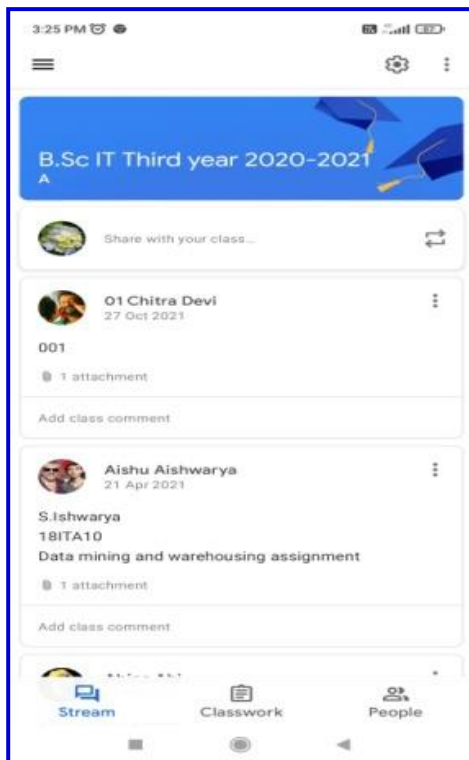 3:25 PM
B.Sc IT Third year 2020-2021
A
Share with your class...
01 Chitra Devi
27 Oct 2021
001
1 attachment
Add class comment
Aishu Aishwarya
21 Apr 2021
S.Ishwarya
18ITA10
Data mining and warehousing assignment
1 attachment
Add class comment
Stream
Classwork
People